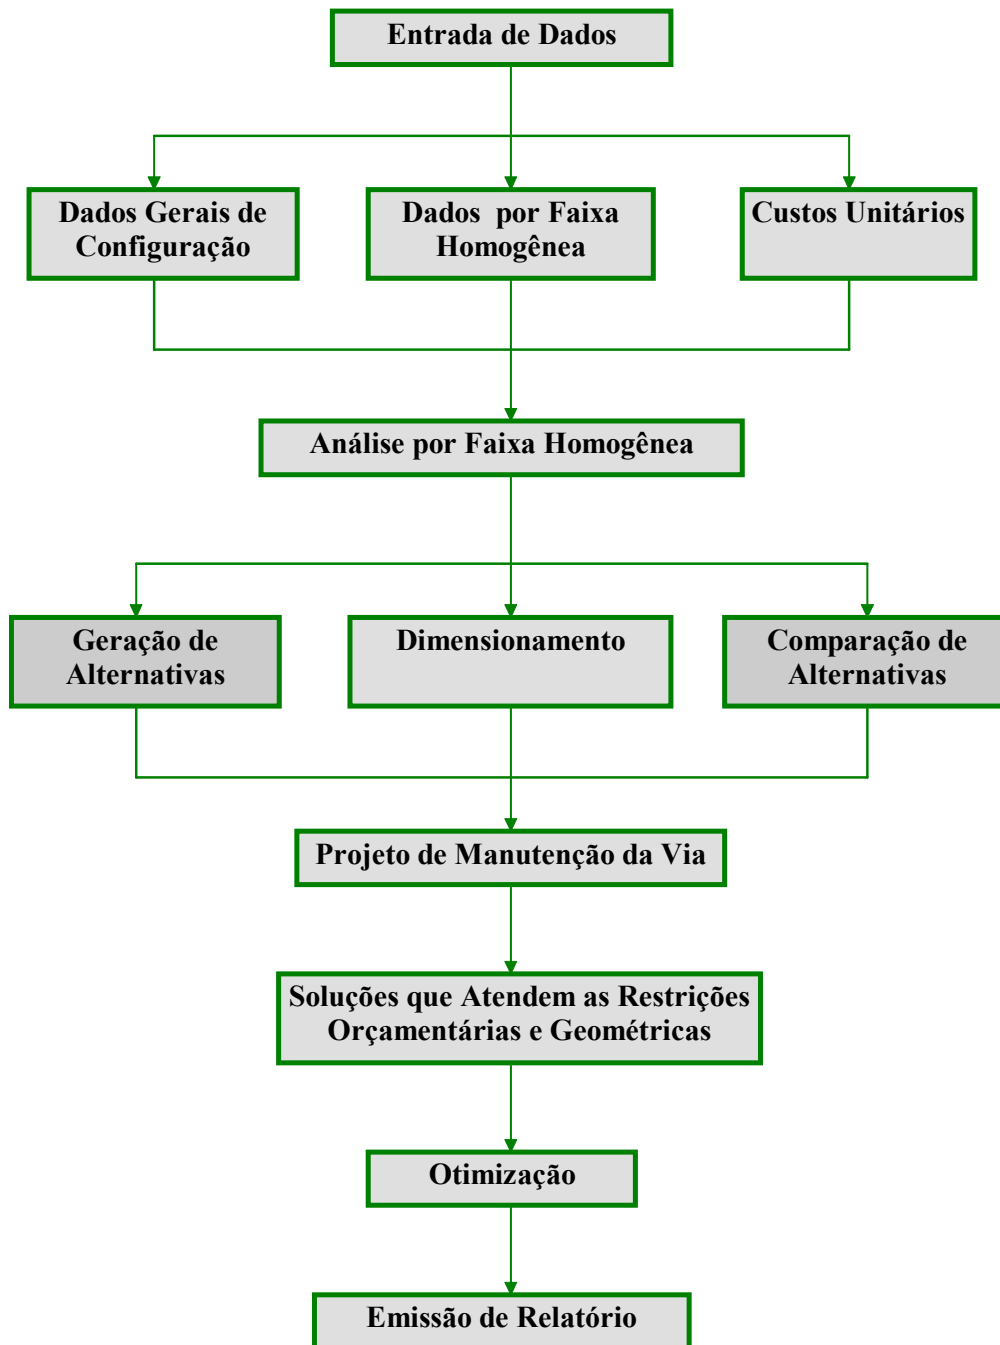 Entrada de Dados
Dados Gerais de
Configuração
Dados por Faixa
Homogênea
Custos Unitários
Análise por Faixa Homogênea
Geração de
Alternativas
Dimensionamento
Comparação de
Alternativas
Projeto de Manutenção da Via
Soluções que Atendem as Restrições
Orçamentárias e Geométricas
Otimização
Emissão de Relatório